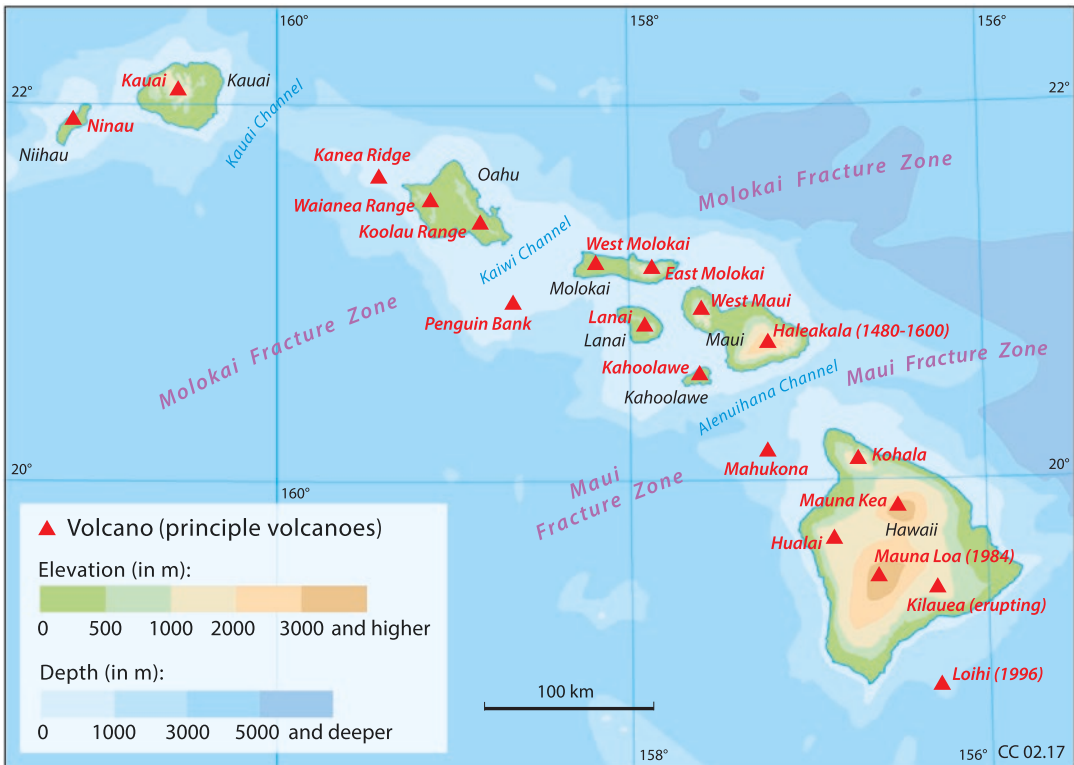 160°
158°
156°
22°
22°
Kauai
Kauai
Ninau
Niihau
Kauai Channel
Kanea Ridge
Oahu
Waianea Range
Koolau Range
Molokai Fracture Zone
Kaiwi Channel
West Molokai
East Molokai
Molokai
Penguin Bank
West Maui
Lanai
Lanai
Maui
Haleakala (1480-1600)
Molokai Fracture Zone
Maui Fracture Zone
Kahoolawe
Kahoolawe
Alenuihana Channel
20°
20°
160°
Mahukona
Kohala
Maui
Fracture Zone
Mauna Kea
Hawaii
Hualai
Mauna Loa (1984)
Kilauea (erupting)
Loihi (1996)
Volcano (principle volcanoes)
Elevation (in m):
0 500 1000 2000 3000 and higher
Depth (in m):
0 1000 3000 5000 and deeper
100 km
158°
156°
CC 02.17